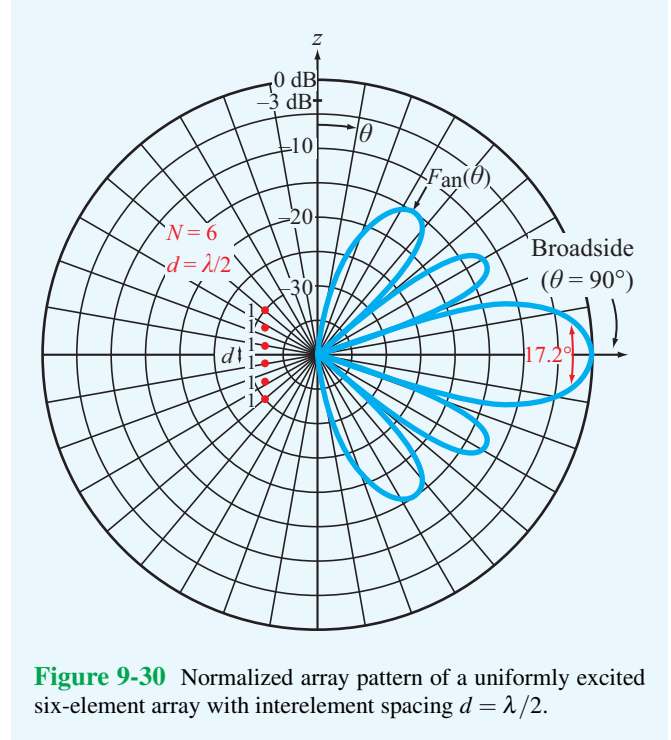 z
0 dB
–3 dB
θ
–10
Fan(θ)
–20
N = 6
Broadside
d = λ/2
(θ = 90°)
–30
1
1
1
d
17.2°
1
1
1
Figure 9-30 Normalized array pattern of a uniformly excited
six-element array with interelement spacing d = λ/2.